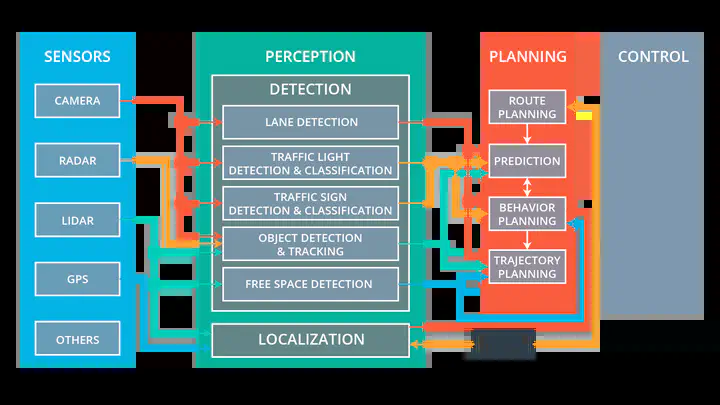 SENSORS
CAMERA
RADAR
LIDAR
GPS
OTHERS
PERCEPTION
DETECTION
LANE DETECTION
TRAFFIC LIGHT
DETECTION & CLASSIFICATION
TRAFFIC SIGN
DETECTION & CLASSIFICATION
OBJECT DETECTION
& TRACKING
FREE SPACE DETECTION
LOCALIZATION
PLANNING
ROUTE
PLANNING
PREDICTION
BEHAVIOR
PLANNING
TRAJECTORY
PLANNING
CONTROL